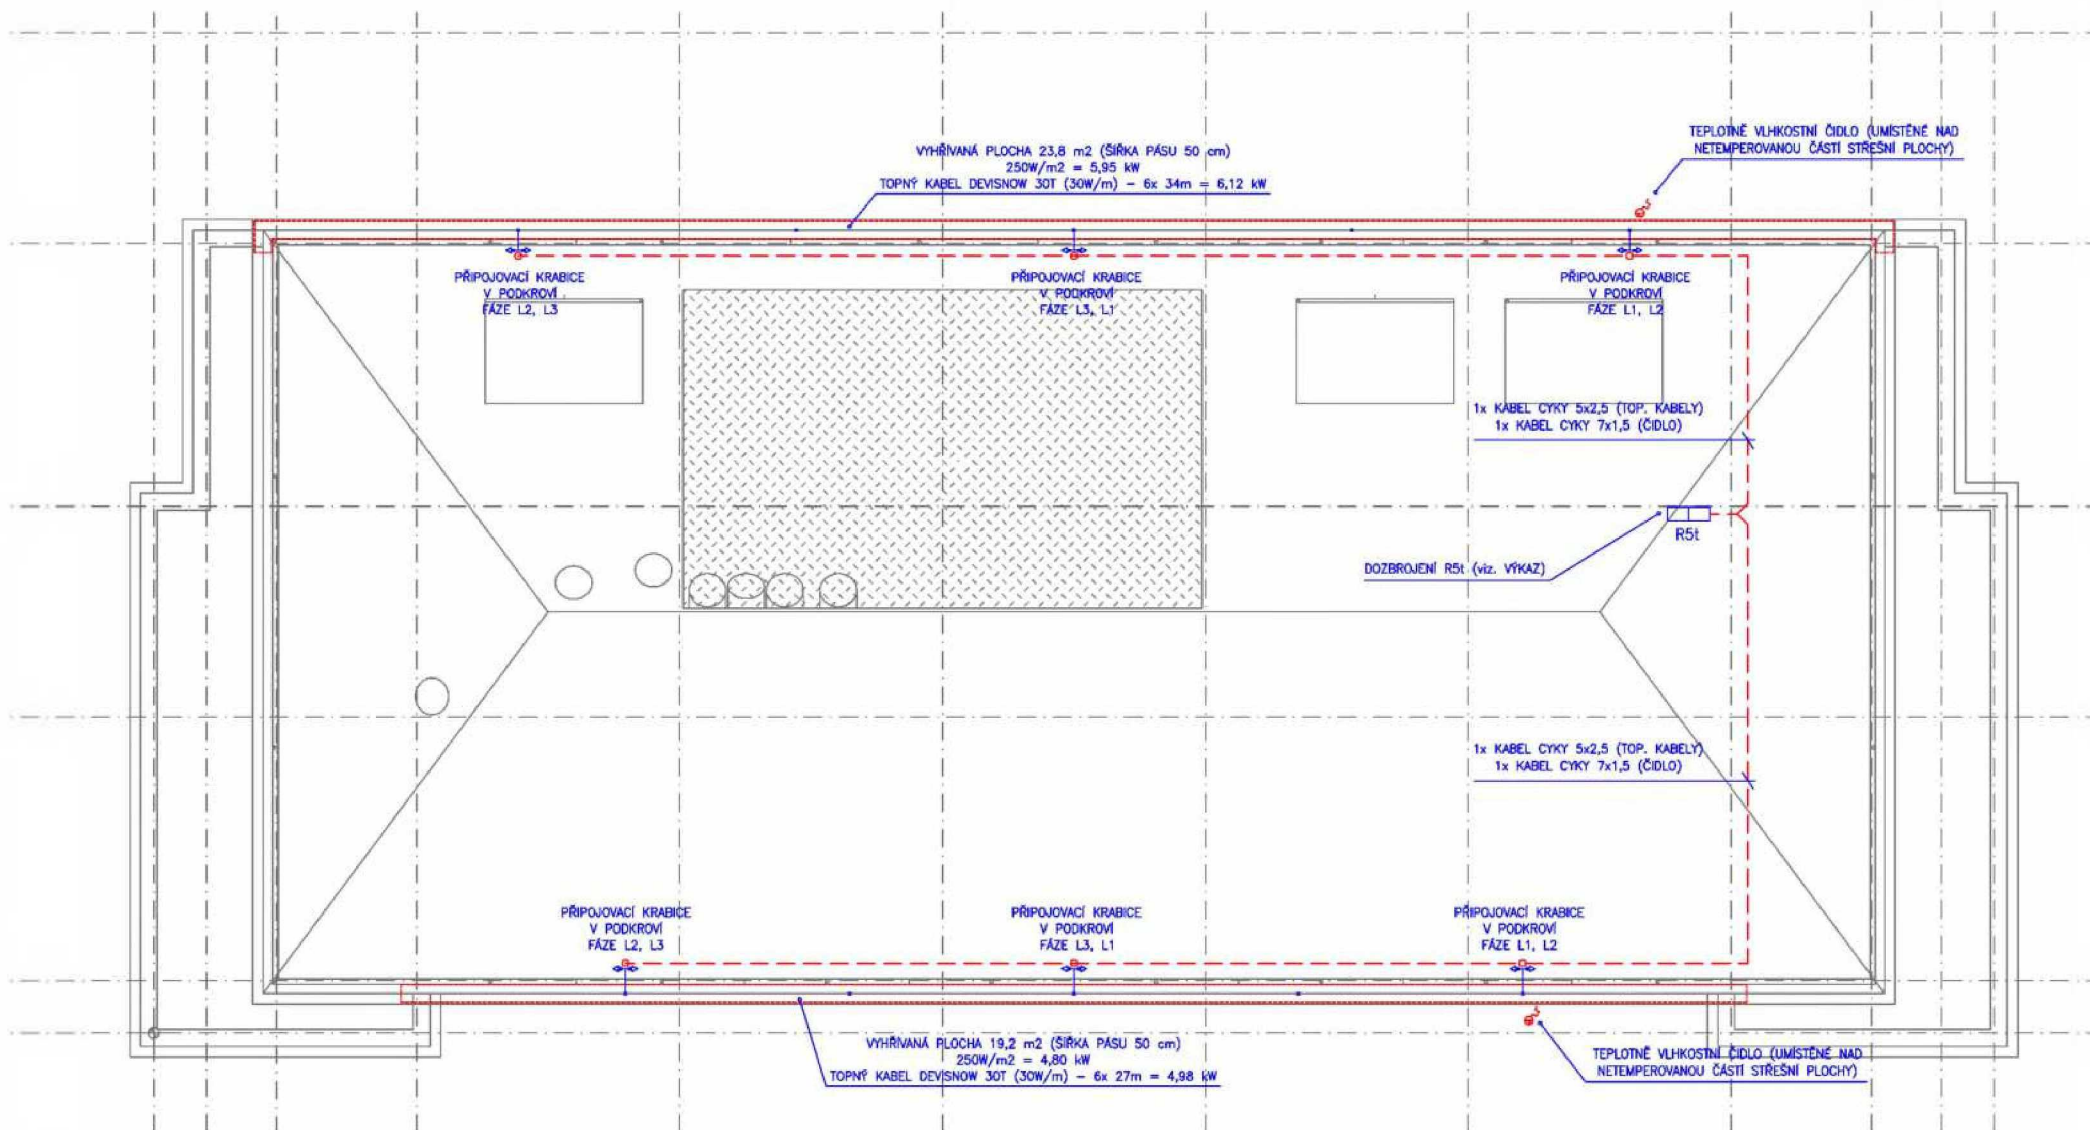 TEPLOTNĚ VLHKOSTNÍ ČIDLO (UMÍSTĚNÉ NAD
NETEMPEROVANOU ČÁSTÍ STŘEŠNÍ PLOCHY)
VYHŘÍVANÁ PLOCHA 23,8 m2 (ŠÍŘKA PÁSU 50 cm)
250W/m2 = 5,95 kW
TOPNÝ KABEL DEVISNOW 30T (30W/m) – 6x 34m = 6,12 kW
PŘIPOJOVACÍ KRABICE
V PODKROVÍ
FÁZE L2, L3
PŘIPOJOVACÍ KRABICE
V PODKROVÍ
FÁZE L3, L1
PŘIPOJOVACÍ KRABICE
V PODKROVÍ
FÁZE L1, L2
1x KABEL CYKY 5x2,5 (TOP. KABELY)
1x KABEL CYKY 7x1,5 (ČIDLO)
R5t
DOZBROJENÍ R5t (viz. VÝKAZ)
1x KABEL CYKY 5x2,5 (TOP. KABELY)
1x KABEL CYKY 7x1,5 (ČIDLO)
PŘIPOJOVACÍ KRABICE
V PODKROVÍ
FÁZE L2, L3
PŘIPOJOVACÍ KRABICE
V PODKROVÍ
FÁZE L3, L1
PŘIPOJOVACÍ KRABICE
V PODKROVÍ
FÁZE L1, L2
VYHŘÍVANÁ PLOCHA 19,2 m2 (ŠÍŘKA PÁSU 50 cm)
250W/m2 = 4,80 kW
TOPNÝ KABEL DEVISNOW 30T (30W/m) – 6x 27m = 4,98 kW
TEPLOTNĚ VLHKOSTNÍ ČIDLO (UMÍSTĚNÉ NAD
NETEMPEROVANOU ČÁSTÍ STŘEŠNÍ PLOCHY)